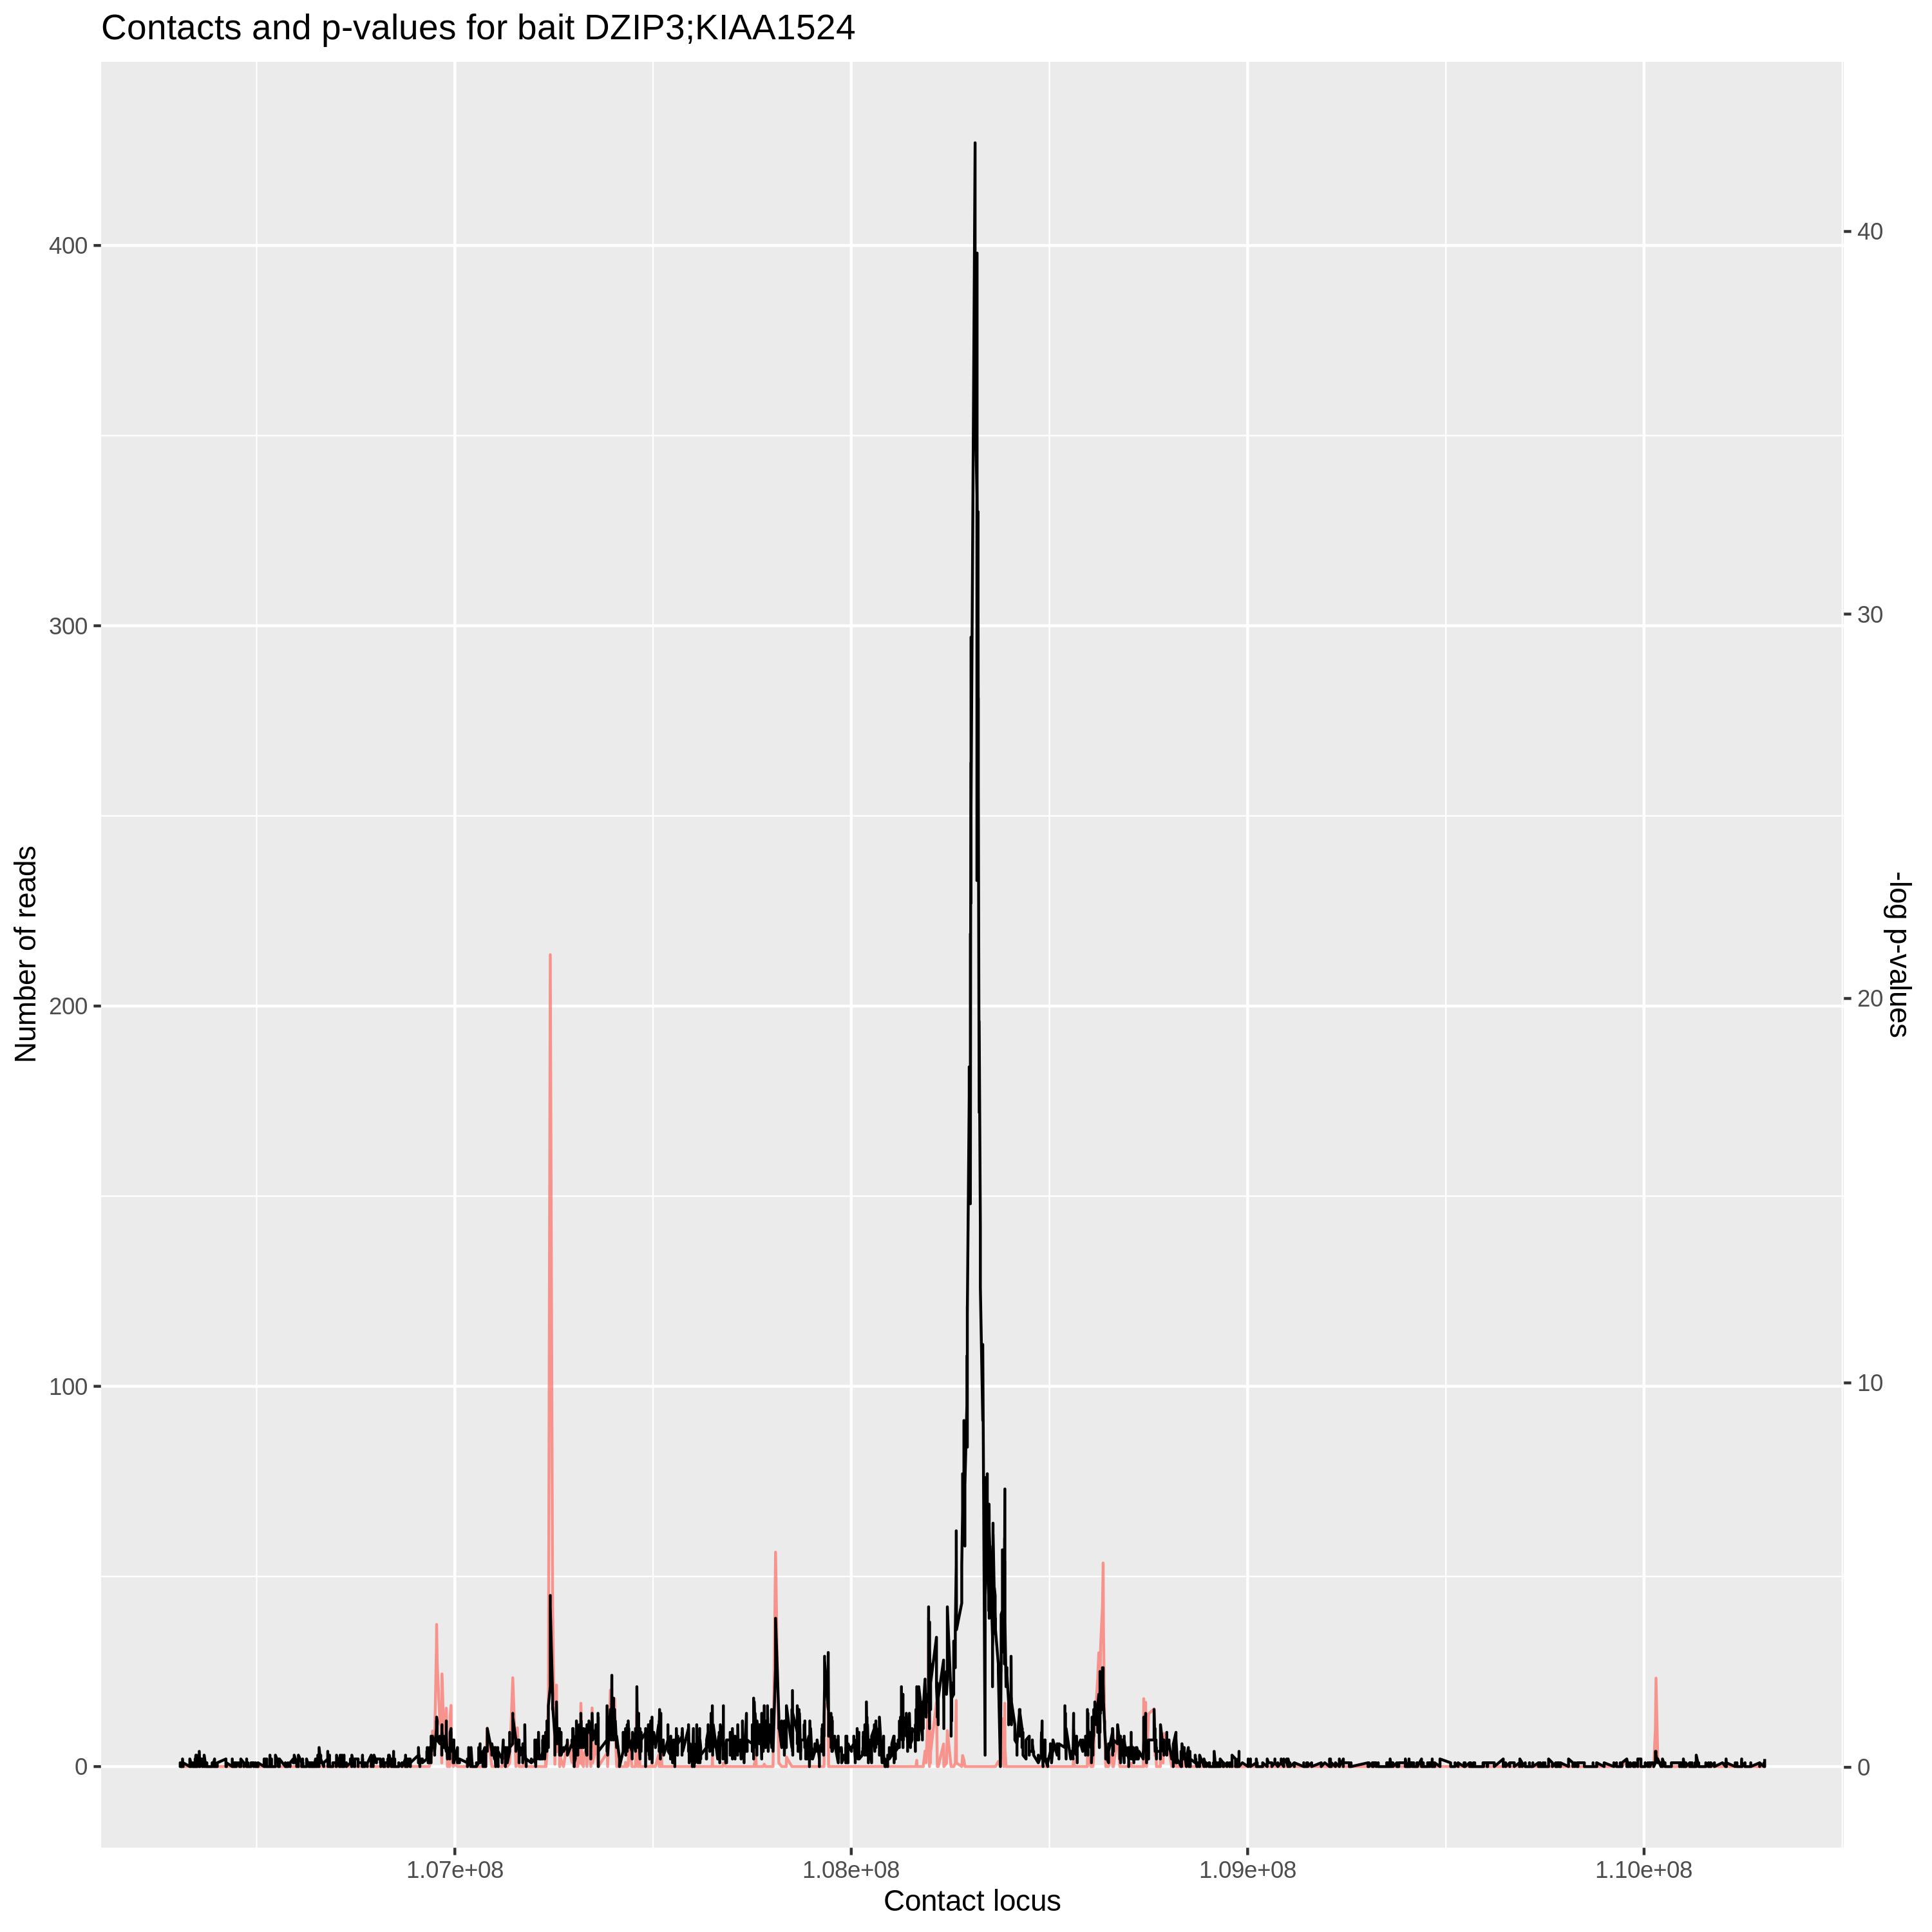 Contacts and p-values for bait DZIP3;KIAA1524
Number of reads
400
300
200
100
0
40
30
20
10
0
-log p-values
1.07e+08 1.08e+08 1.09e+08 1.10e+08
Contact locus